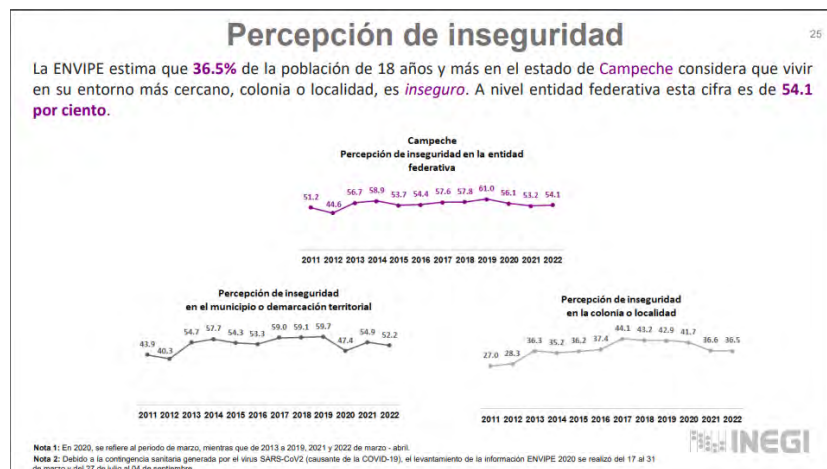 Percepción de inseguridad
25
La ENVIPE estima que 36.5% de la población de 18 años y más en el estado de Campeche considera que vivir
en su entorno más cercano, colonia o localidad, es inseguro. A nivel entidad federativa esta cifra es de 54.1
por ciento.
Campeche
Percepción de inseguridad en la entidad
federativa
51.2 44.6 56.7 58.9 53.7 54.4 57.6 57.8 61.0 56.1 53.2 54.1
2011 2012 2013 2014 2015 2016 2017 2018 2019 2020 2021 2022
Percepción de inseguridad
en el municipio o demarcación territorial
43.9 40.3 54.7 57.7 54.3 53.3 59.0 59.1 59.7 47.4 54.9 52.2
2011 2012 2013 2014 2015 2016 2017 2018 2019 2020 2021 2022
Percepción de inseguridad
en la colonia o localidad
27.0 28.3 36.3 35.2 36.2 37.4 44.1 43.2 42.9 41.7 36.6 36.5
2011 2012 2013 2014 2015 2016 2017 2018 2019 2020 2021 2022
Nota 1: En 2020, se refiere al periodo de marzo, mientras que de 2013 a 2019, 2021 y 2022 de marzo - abril.
Nota 2: Debido a la contingencia sanitaria generada por el virus SARS-CoV2 (causante de la COVID-19), el levantamiento de la información ENVIPE 2020 se realizó del 17 al 31
de marzo y del 27 de julio al 04 de septiembre.
INEGI